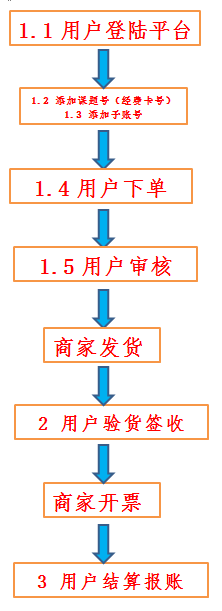 1.1 用户登陆平台
1.2 添加课题号（经费卡号）
1.3 添加子账号
1.4 用户下单
1.5 用户审核
商家发货
2 用户验货签收
商家开票
3 用户结算报账